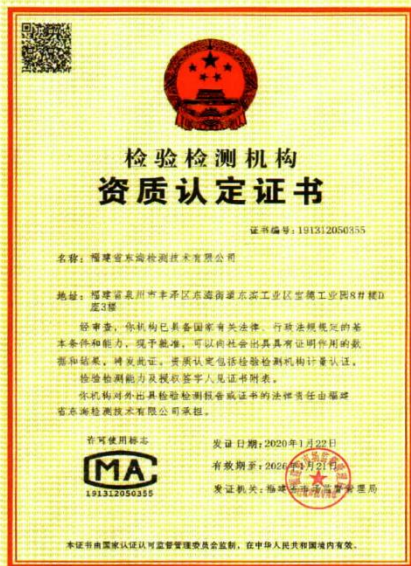 检验检测机构
资质认定证书
证书编号:191312050355
名称:福建省东海检测技术有限公司
地址:福建省泉州市丰泽区东海街道东滨工业区宝德工业园8#楼D
座3楼
经审查,你机构已具备国家有关法律、行政法规规定的基
本条件和能力,现予批准,可以向社会出具具有证明作用的数
据和结果,特发此证。资质认定包括检验检测机构计量认证。
检验检测能力及授权签字人见证书附表。
你机构对外出具检验检测报告或证书的法律责任由福建
省东海检测技术有限公司承担。
许可使用标志
MA
191312050355
发证日期:2020年1月22日
有效期至:2026年1月21日
发证机关:福建省市场监督管理局
本证书由国家认证认可监督管理委员会监制,在中华人民共和国境内有效。